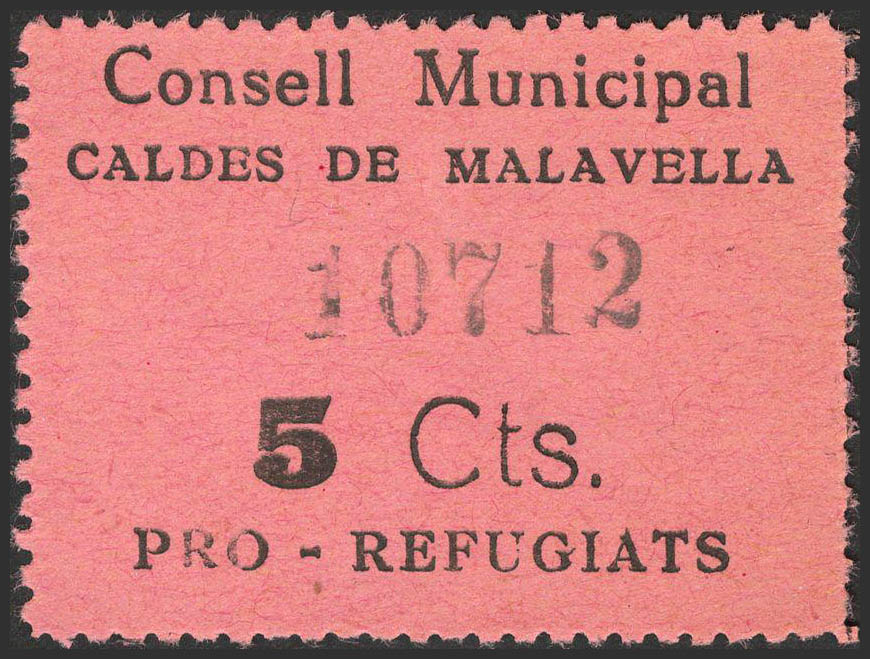 Consell Municipal
CALDES DE MALAVELLA
10712
5 Cts.
PRO - REFUGIATS